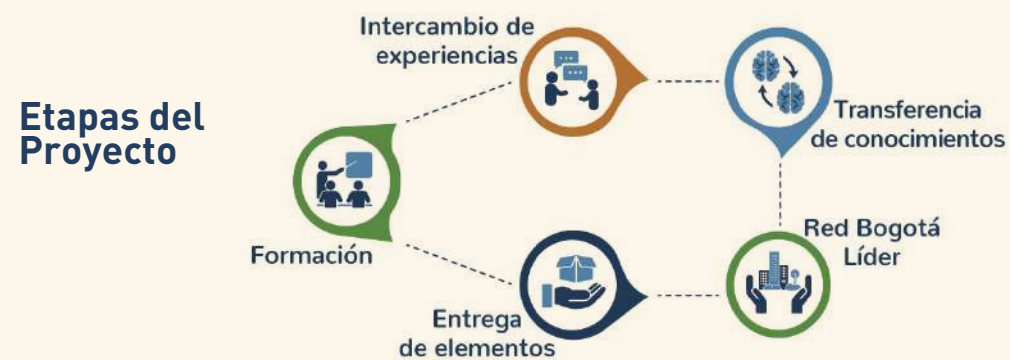 Etapas del
Proyecto
Intercambio de
experiencias
Transferencia
de conocimientos
Formación
Red Bogotá
Líder
Entrega
de elementos